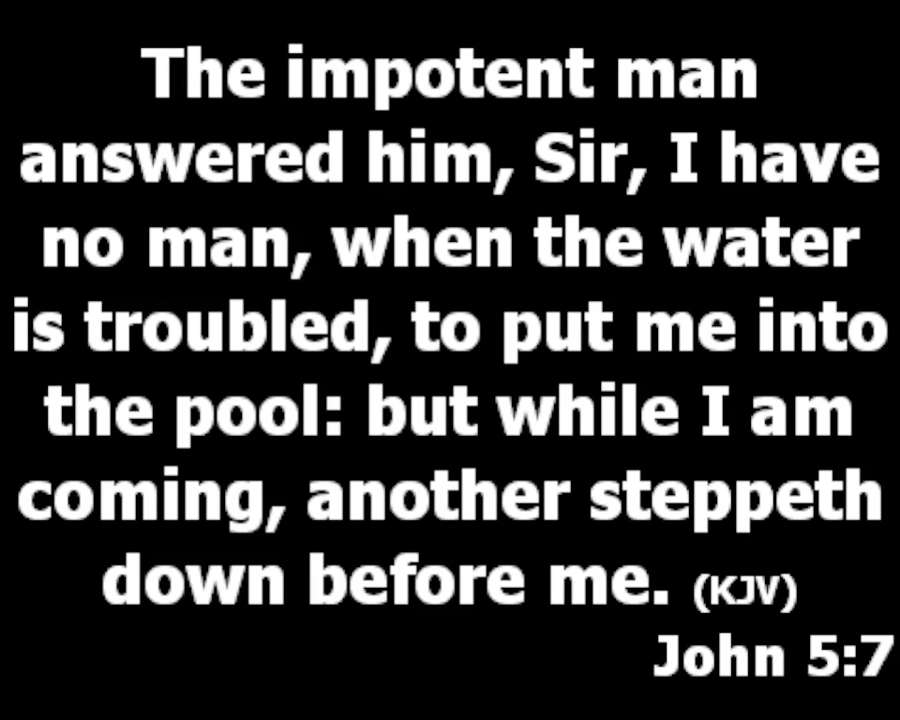 The impotent man
answered him, Sir, I have
no man, when the water
is troubled, to put me into
the pool: but while I am
coming, another steppeth
down before me. (KJV)
John 5:7